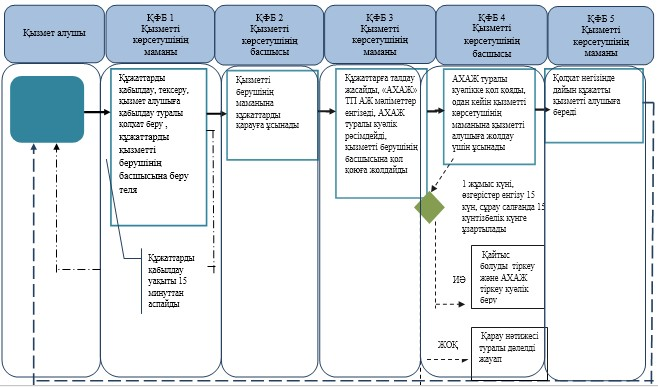 Қызмет алушы
ҚФБ 1
Қызметті
көрсетушінің
маманы
ҚФБ 2
Қызметті
көрсетушінің
басшысы
ҚФБ 3
Қызметті
көрсетушінің
маманы
ҚФБ 4
Қызметті
көрсетушінің
басшысы
ҚФБ 5
Қызметті
көрсетушінің
маманы
Құжаттарды
қабылдау, тексеру,
қызмет алушыға
қабылдау туралы
қолхат беру ,
құжаттарды
қызметті
берушінің
басшысына беру
теля
Қызметті
берушінің
маманына
құжаттарды
қарауға ұсынады
Құжаттарға талдау
жасайды, «АХАЖ»
ТП АЖ мәліметтер
енгізеді, АХАЖ
туралы куәлік
рәсімдейді,
қызметті берушінің
басшысына қол
қоюға жолдайды
АХАЖ туралы
куәлікке қол қояды,
одан кейін қызметті
көрсетушінің
маманына қызметті
алушыға жолдау
үшін ұсынады
Қолхат негізінде
дайын құжатты
қызметті алушыға
береді
1 жұмыс күні,
өзгерістер енгізу 15
күн, сұрау салғанда 15
күнтізбелік күнге
ұзартылады
Құжаттарды
қабылдау
уақыты 15
минуттан
аспайды
ИӘ
Қайтыс
болуды тіркеу
және АХАЖ
тіркеу куәлік
беру
ЖОҚ
Қарау нәтижесі
туралы дәлелді
жауап